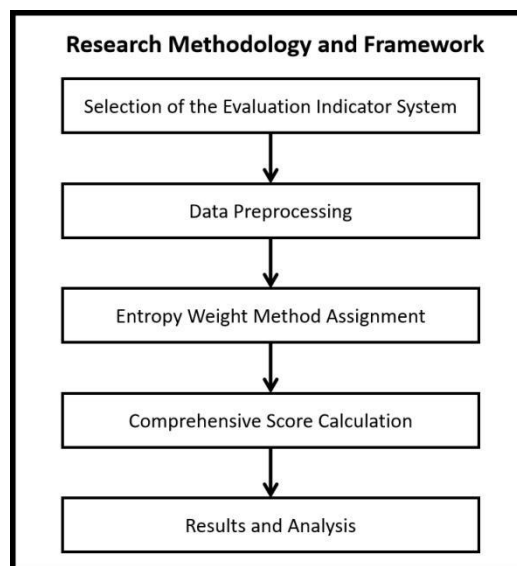 Research Methodology and Framework
Selection of the Evaluation Indicator System
Data Preprocessing
Entropy Weight Method Assignment
Comprehensive Score Calculation
Results and Analysis